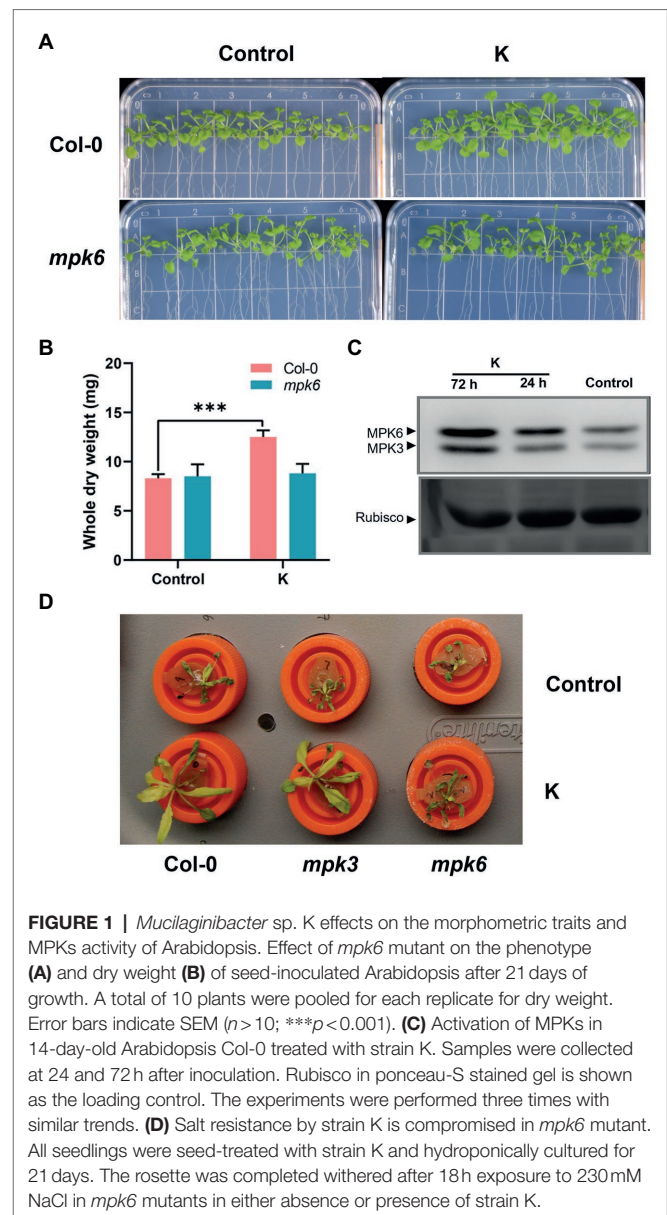 A
Control
K
Col-0
mpk6
B
Whole dry weight (mg)
20
15
10
5
0
***
Col-0
mpk6
Control
K
C
K
72 h
24 h
Control
MPK6
MPK3
Rubisco
D
Control
K
Col-0
mpk3
mpk6
FIGURE 1 | Mucilaginibacter sp. K effects on the morphometric traits and
MPKs activity of Arabidopsis. Effect of mpk6 mutant on the phenotype
(A) and dry weight (B) of seed-inoculated Arabidopsis after 21 days of
growth. A total of 10 plants were pooled for each replicate for dry weight.
Error bars indicate SEM (n > 10; ***p < 0.001). (C) Activation of MPKs in
14-day-old Arabidopsis Col-0 treated with strain K. Samples were collected
at 24 and 72 h after inoculation. Rubisco in ponceau-S stained gel is shown
as the loading control. The experiments were performed three times with
similar trends. (D) Salt resistance by strain K is compromised in mpk6 mutant.
All seedlings were seed-treated with strain K and hydroponically cultured for
21 days. The rosette was completed withered after 18 h exposure to 230 mM
NaCl in mpk6 mutants in either absence or presence of strain K.